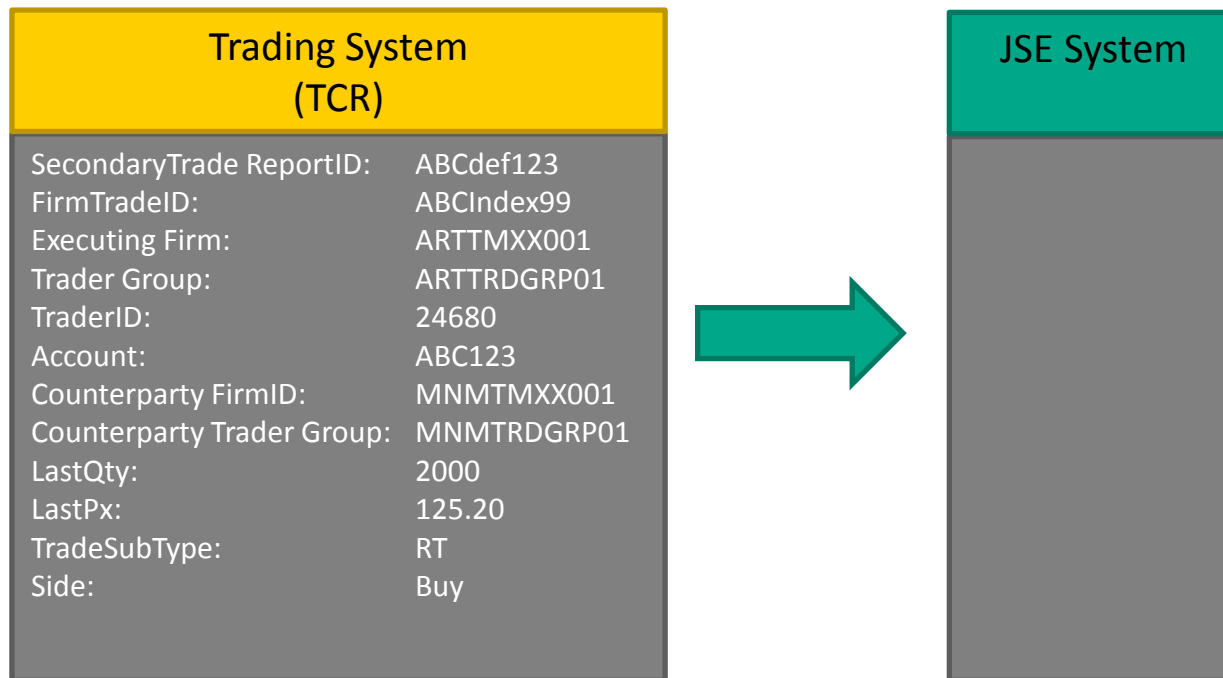 Trading System
(TCR)
JSE System
SecondaryTrade ReportID: ABCdef123
FirmTradeID: ABCIndex99
Executing Firm: ARTTMXX001
Trader Group: ARTTRDGRP01
TraderID: 24680
Account: ABC123
Counterparty FirmID: MNMTMXX001
Counterparty Trader Group: MNMTRDGRP01
LastQty: 2000
LastPx: 125.20
TradeSubType: RT
Side: Buy